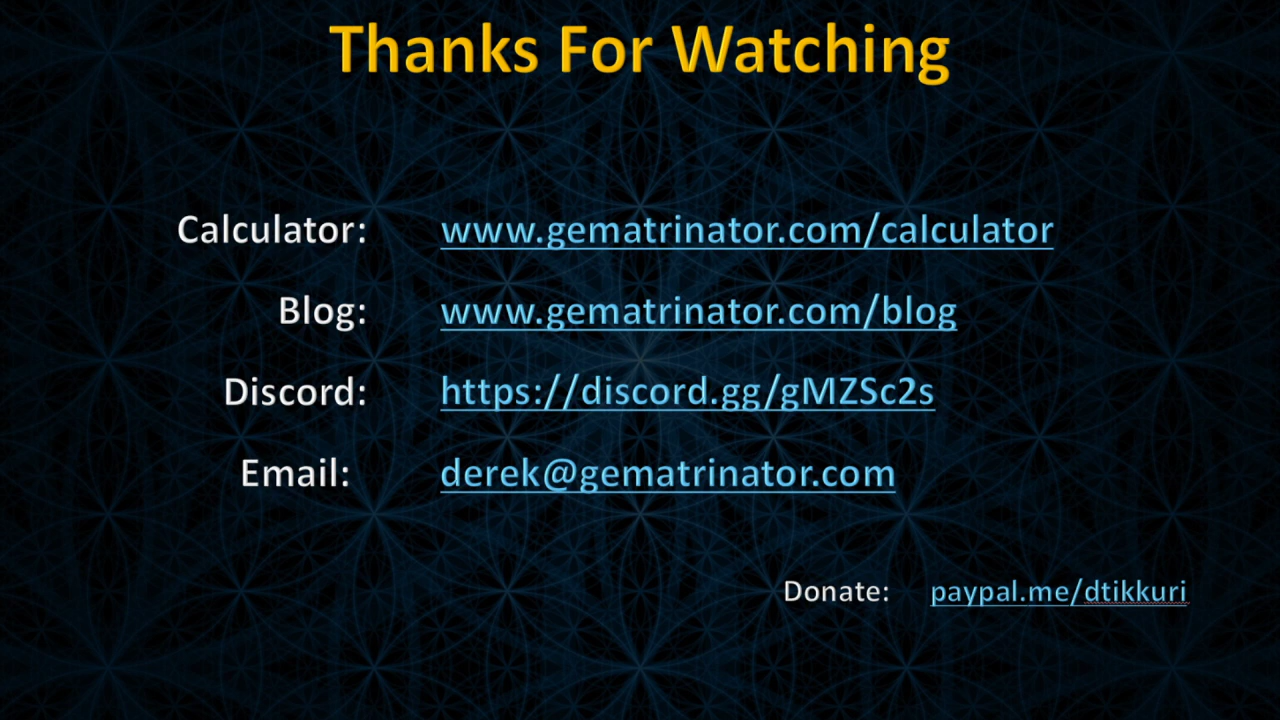 Thanks For Watching
Calculator: www.gematrinator.com/calculator
Blog: www.gematrinator.com/blog
Discord: https://discord.gg/gMZSc2s
Email: derek@gematrinator.com
Donate: paypal.me/dtikkuri